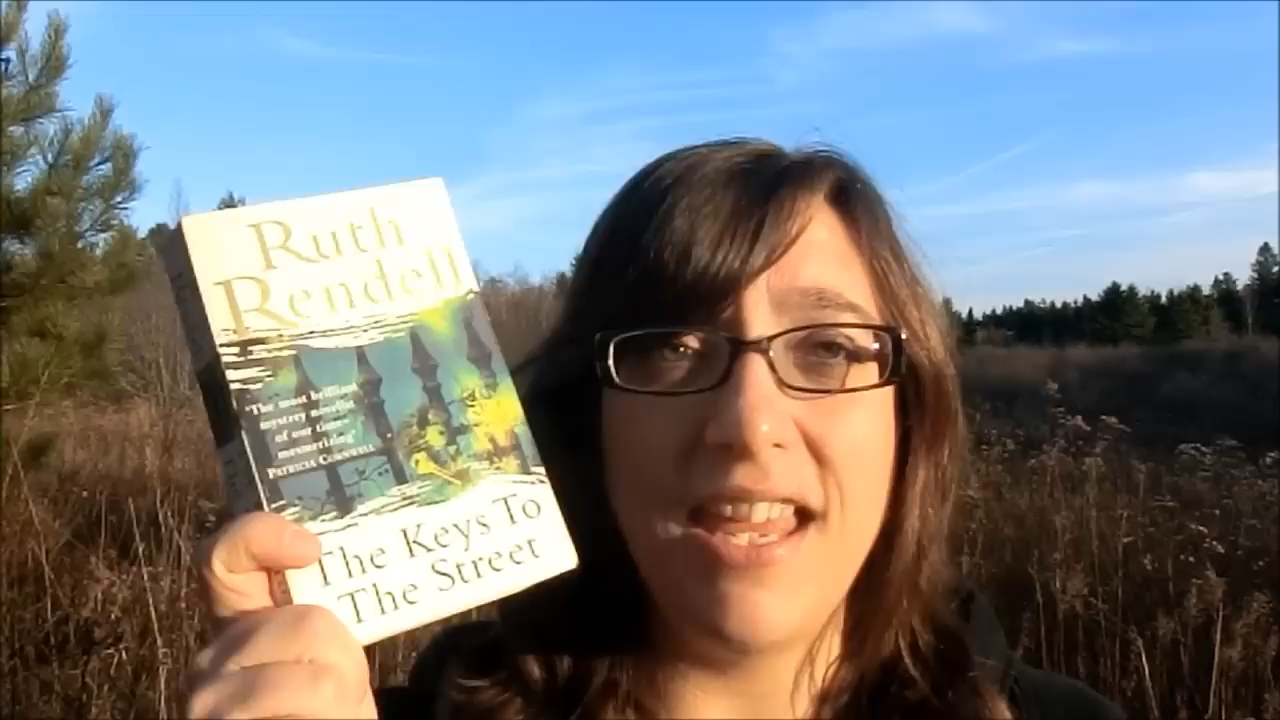 Ruth
Rendell
'The most brilliant
mystery novelist
of our time–
mesmerizing'
Patricia Cornwell
The Keys To
The Street